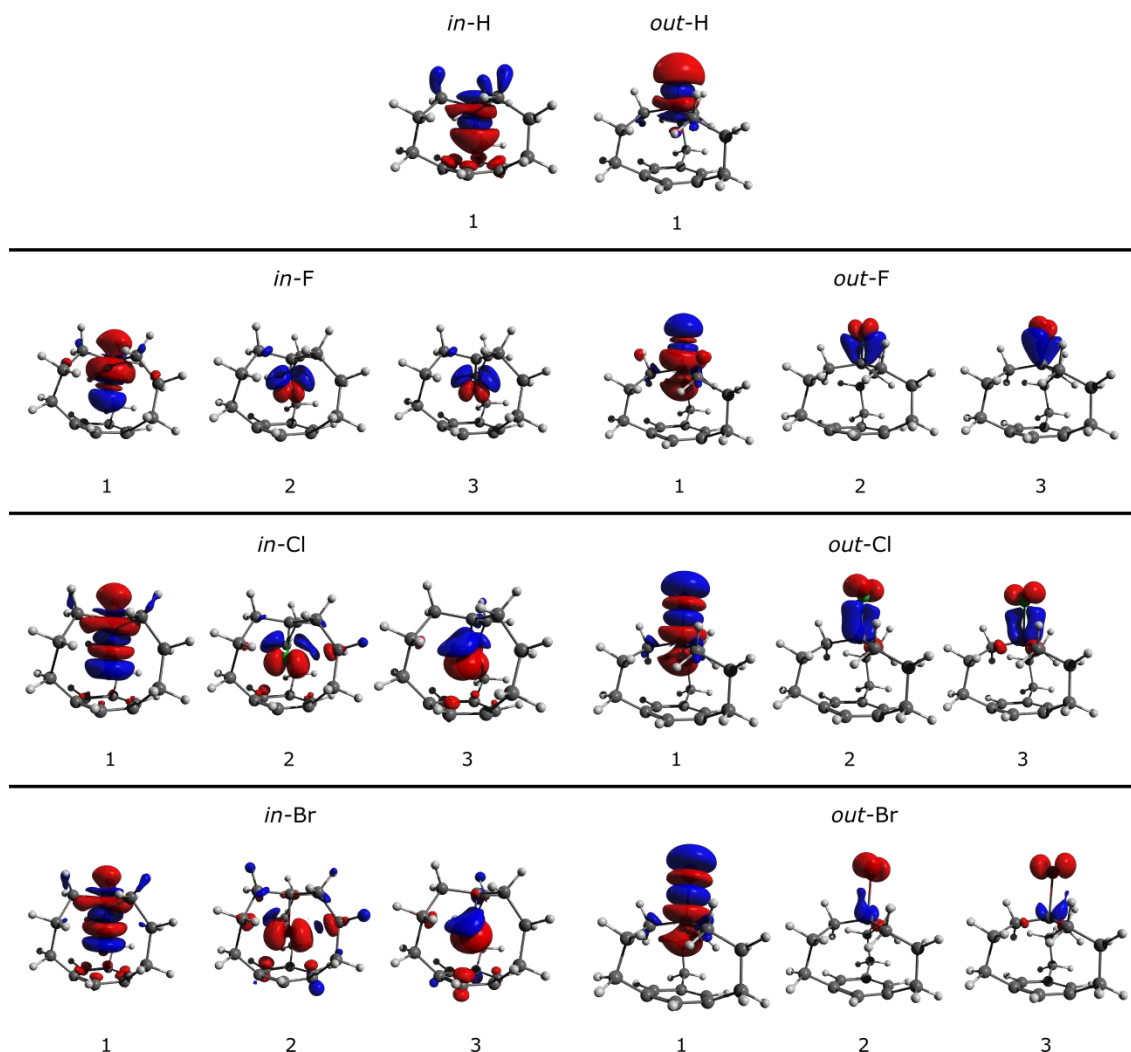 in-H out-H
1 1
in-F out-F
1 2 3 1 2 3
in-Cl out-Cl
1 2 3 1 2 3
in-Br out-Br
1 2 3 1 2 3